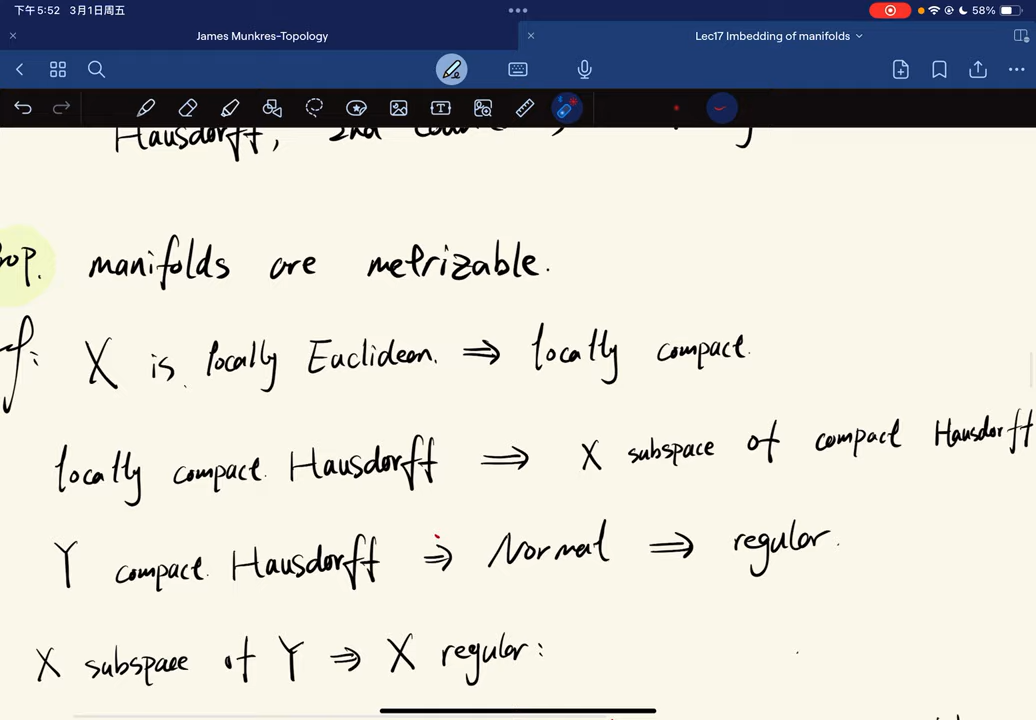 下午5:52 3月1日周五
58%
James Munkres-Topology
Lec17 Imbedding of manifolds
Hausdorff, 2nd
manifolds are metrizable.
X is locally Euclidean. ⇒ locally compact
locally compact Hausdorff ⇒ X subspace of compact Hausdorff
Y compact Hausdorff ⇒ Normal ⇒ regular.
X subspace of Y ⇒ X regular: